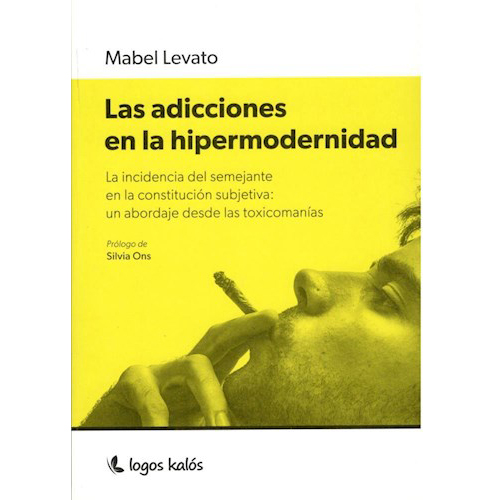 Mabel Levato
Las adicciones
en la hipermodernidad
La incidencia del semejante
en la constitución subjetiva:
un abordaje desde las toxicomanías
Prólogo de
Silvia Ons
logos kalós